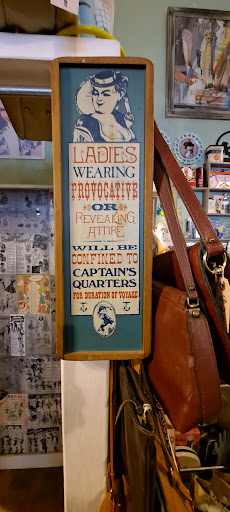 LADIES
WEARING
PROVOCATIVE
OR
REVEALING
ATTIRE
WILL BE
CONFINED TO
CAPTAIN'S
QUARTERS
FOR DURATION OF VOYAGE